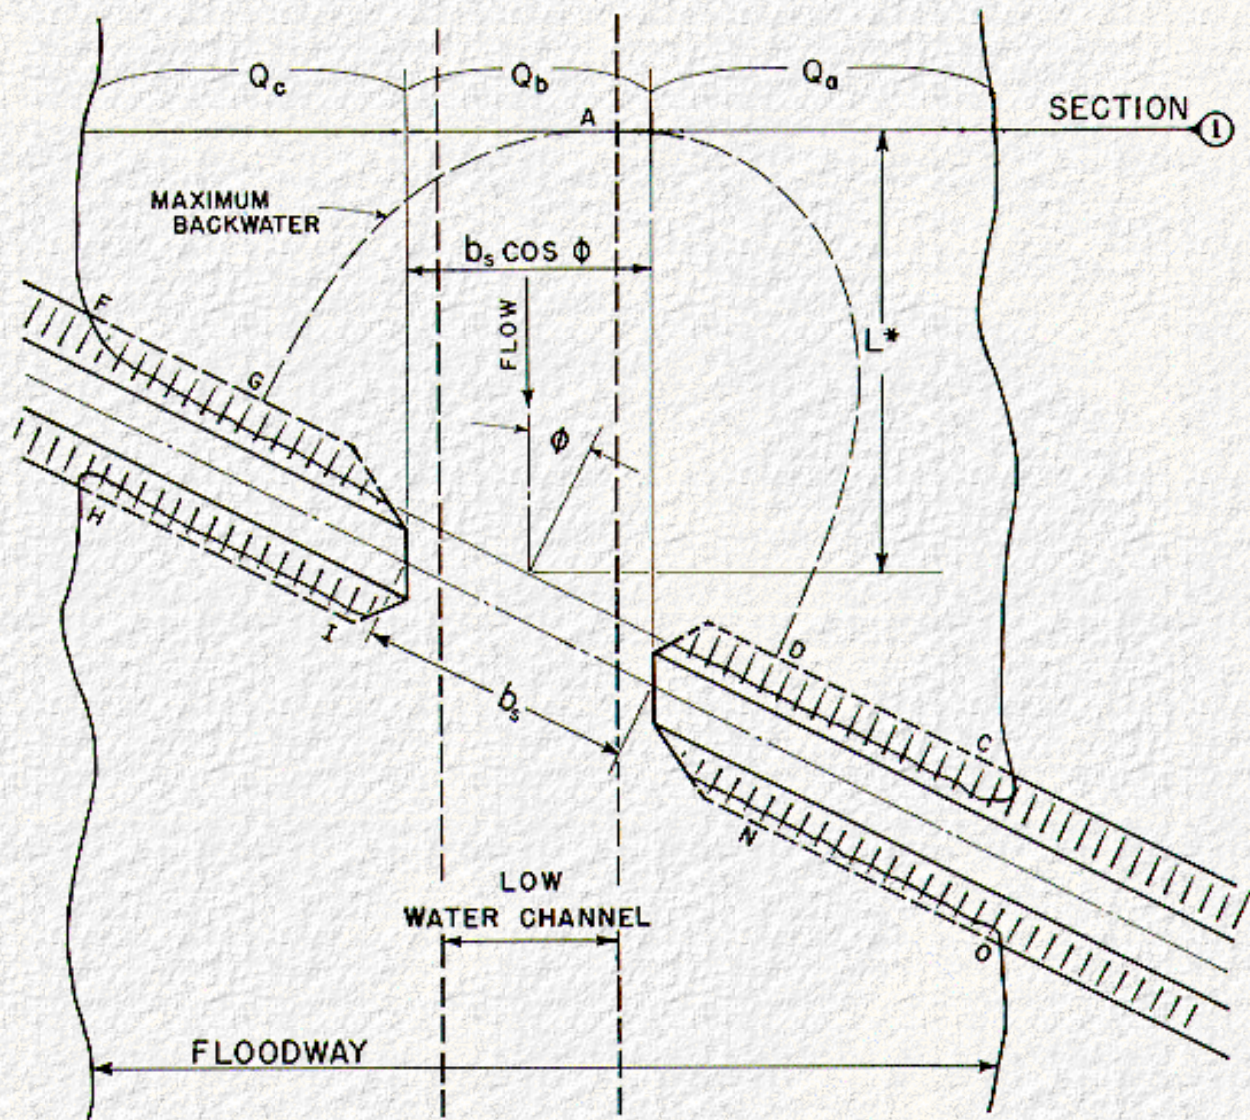 Qc Qb Qa
SECTION 1
A
MAXIMUM
BACKWATER
bs cos ϕ
F
FLOW
L*
G
ϕ
H
I
D
bs
C
N
LOW
WATER CHANNEL
O
FLOODWAY